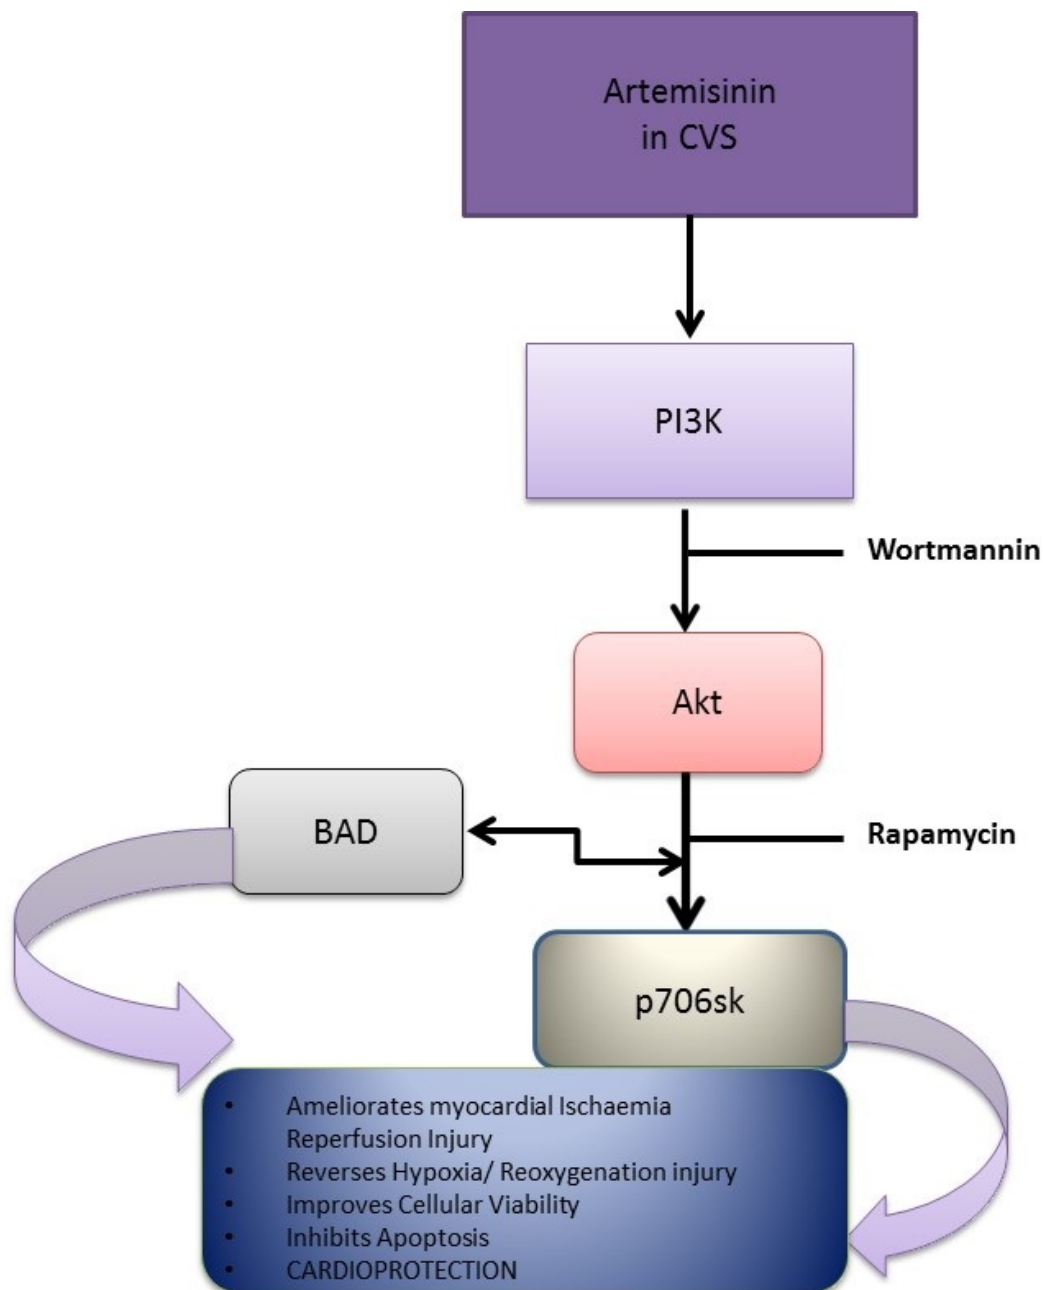 Artemisinin
in CVS
PI3K
Wortmannin
Akt
BAD
Rapamycin
p706sk
• Ameliorates myocardial Ischaemia
Reperfusion Injury
• Reverses Hypoxia/ Reoxygenation injury
• Improves Cellular Viability
• Inhibits Apoptosis
• CARDIOPROTECTION